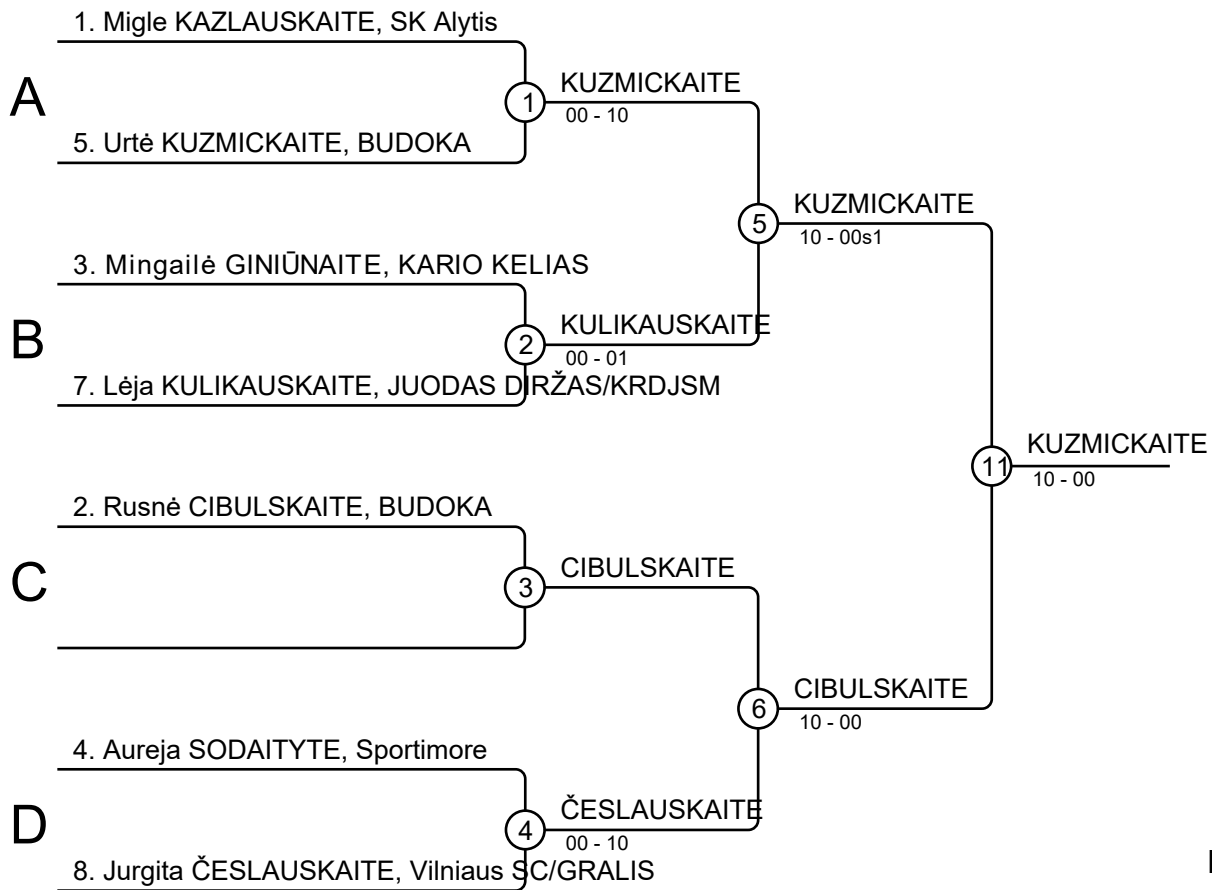 1. Migle KAZLAUSKAITE, SK Alytis
A
1
KUZMICKAITE
00 - 10
5. Urtė KUZMICKAITE, BUDOKA
5
KUZMICKAITE
10 - 00s1
3. Mingailė GINIŪNAITE, KARIO KELIAS
B
2
KULIKAUSKAITE
00 - 01
7. Lėja KULIKAUSKAITE, JUODAS DIRŽAS/KRDJSM
11
KUZMICKAITE
10 - 00
2. Rusnė CIBULSKAITE, BUDOKA
C
3
CIBULSKAITE
6
CIBULSKAITE
10 - 00
4. Aureja SODAITYTE, Sportimore
D
4
ČESLAUSKAITE
00 - 10
8. Jurgita ČESLAUSKAITE, Vilniaus SC/GRALIS